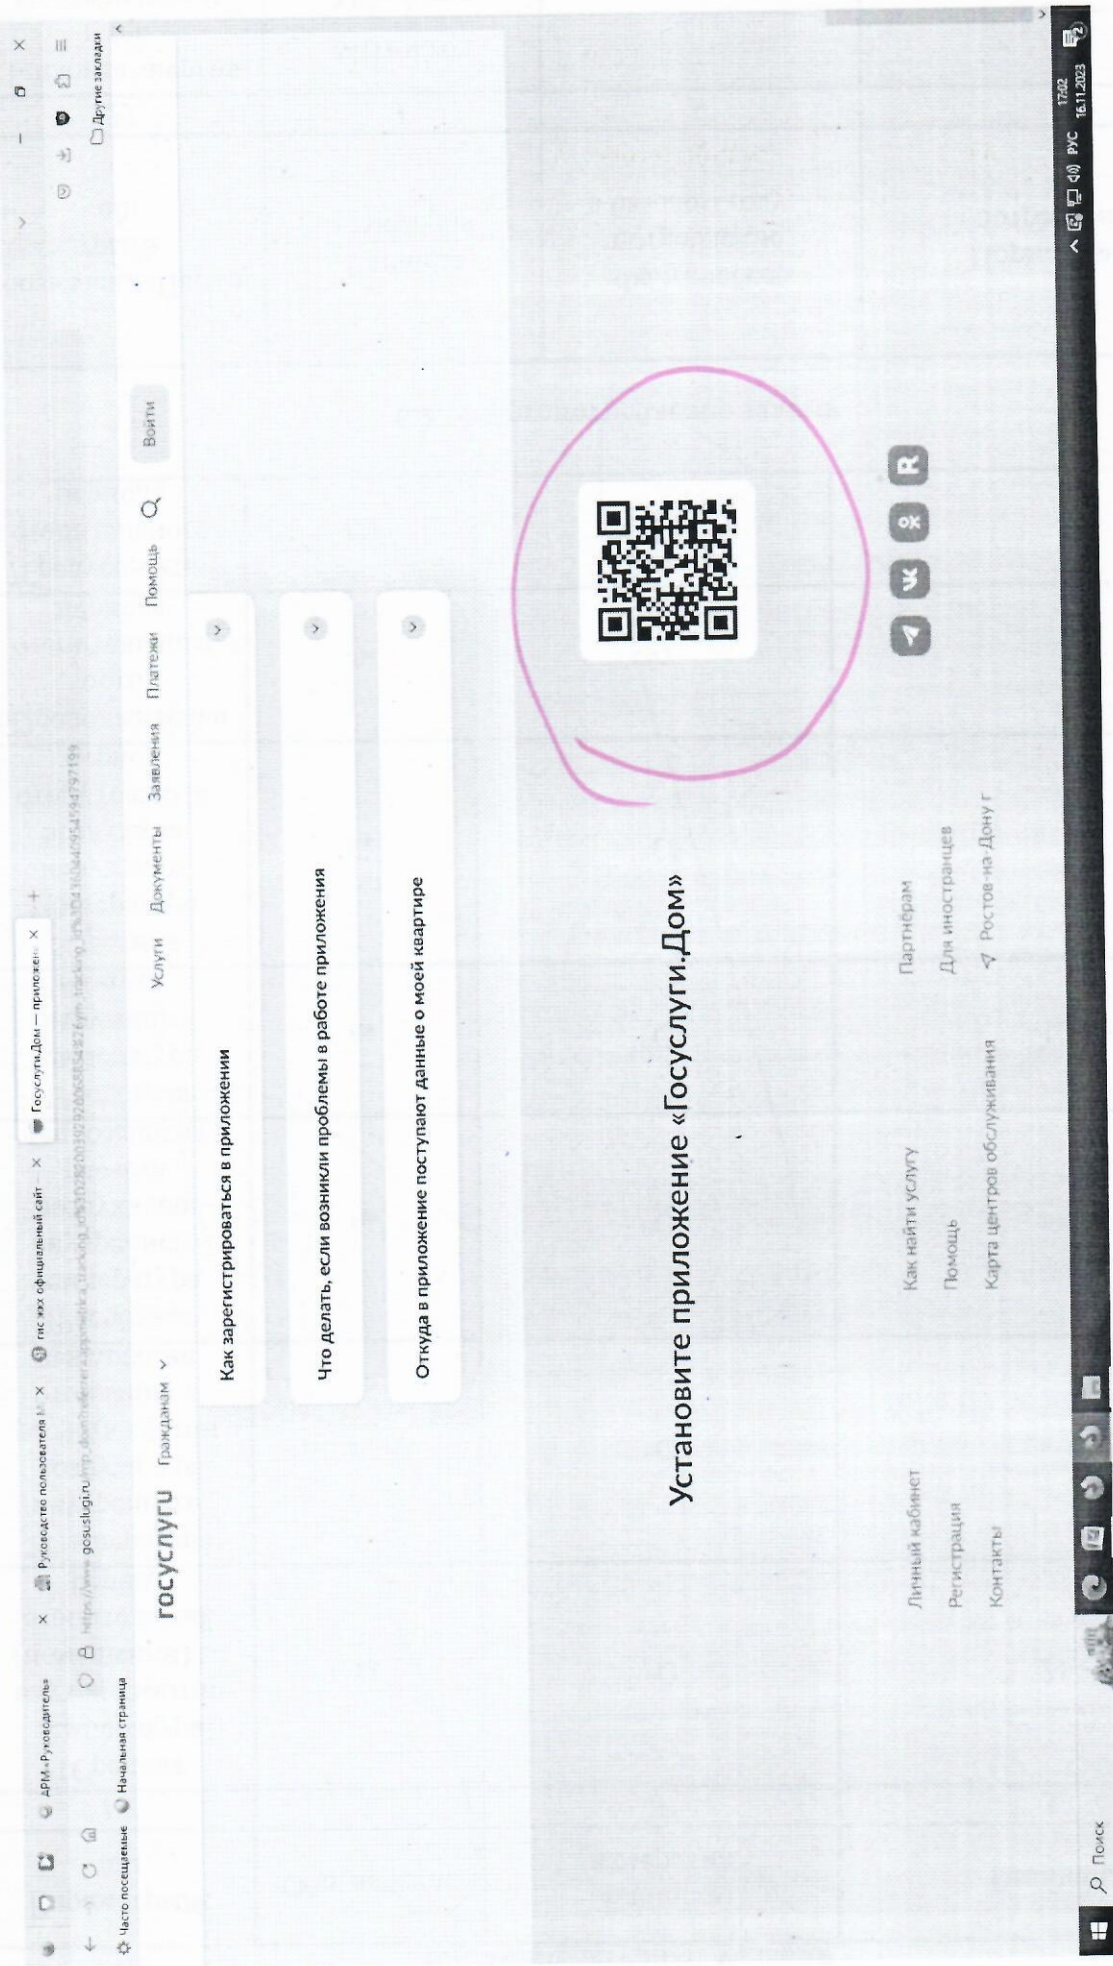 АРМ «Руководитель»
Руководство пользователя
гис жкх официальный сайт
Госуслуги.Дом — приложен
Часто посещаемые
Начальная страница
Другие закладки
госуслуги
Гражданам
Услуги
Документы
Заявления
Платежи
Помощь
Войти
Как зарегистрироваться в приложении
Что делать, если возникли проблемы в работе приложения
Откуда в приложение поступают данные о моей квартире
Установите приложение «Госуслуги.Дом»
Личный кабинет
Регистрация
Контакты
Как найти услугу
Помощь
Карта центров обслуживания
Партнёрам
Для иностранцев
Ростов-на-Дону г
Поиск
РУС
17:02
16.11.2023
2